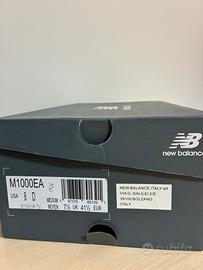 new balance
M1000EA
USA 8 D MEDIUM MOYEN 7½ UK 41½ EUR
NEW BALANCE ITALY srl
VIA G. GALILEI 2/E
39100 BOLZANO
ITALY
subito